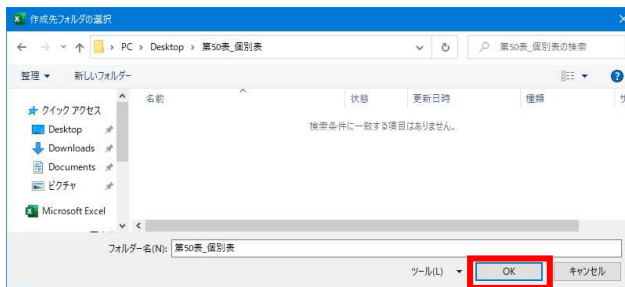 作成先フォルダの選択
PC › Desktop › 第50表_個別表
第50表_個別表の検索
整理 新しいフォルダー
名前 状態 更新日時 種類
クイック アクセス
検索条件に一致する項目はありません。
Desktop
Downloads
Documents
ピクチャ
Microsoft Excel
フォルダー名(N): 第50表_個別表
ツール(L) OK キャンセル